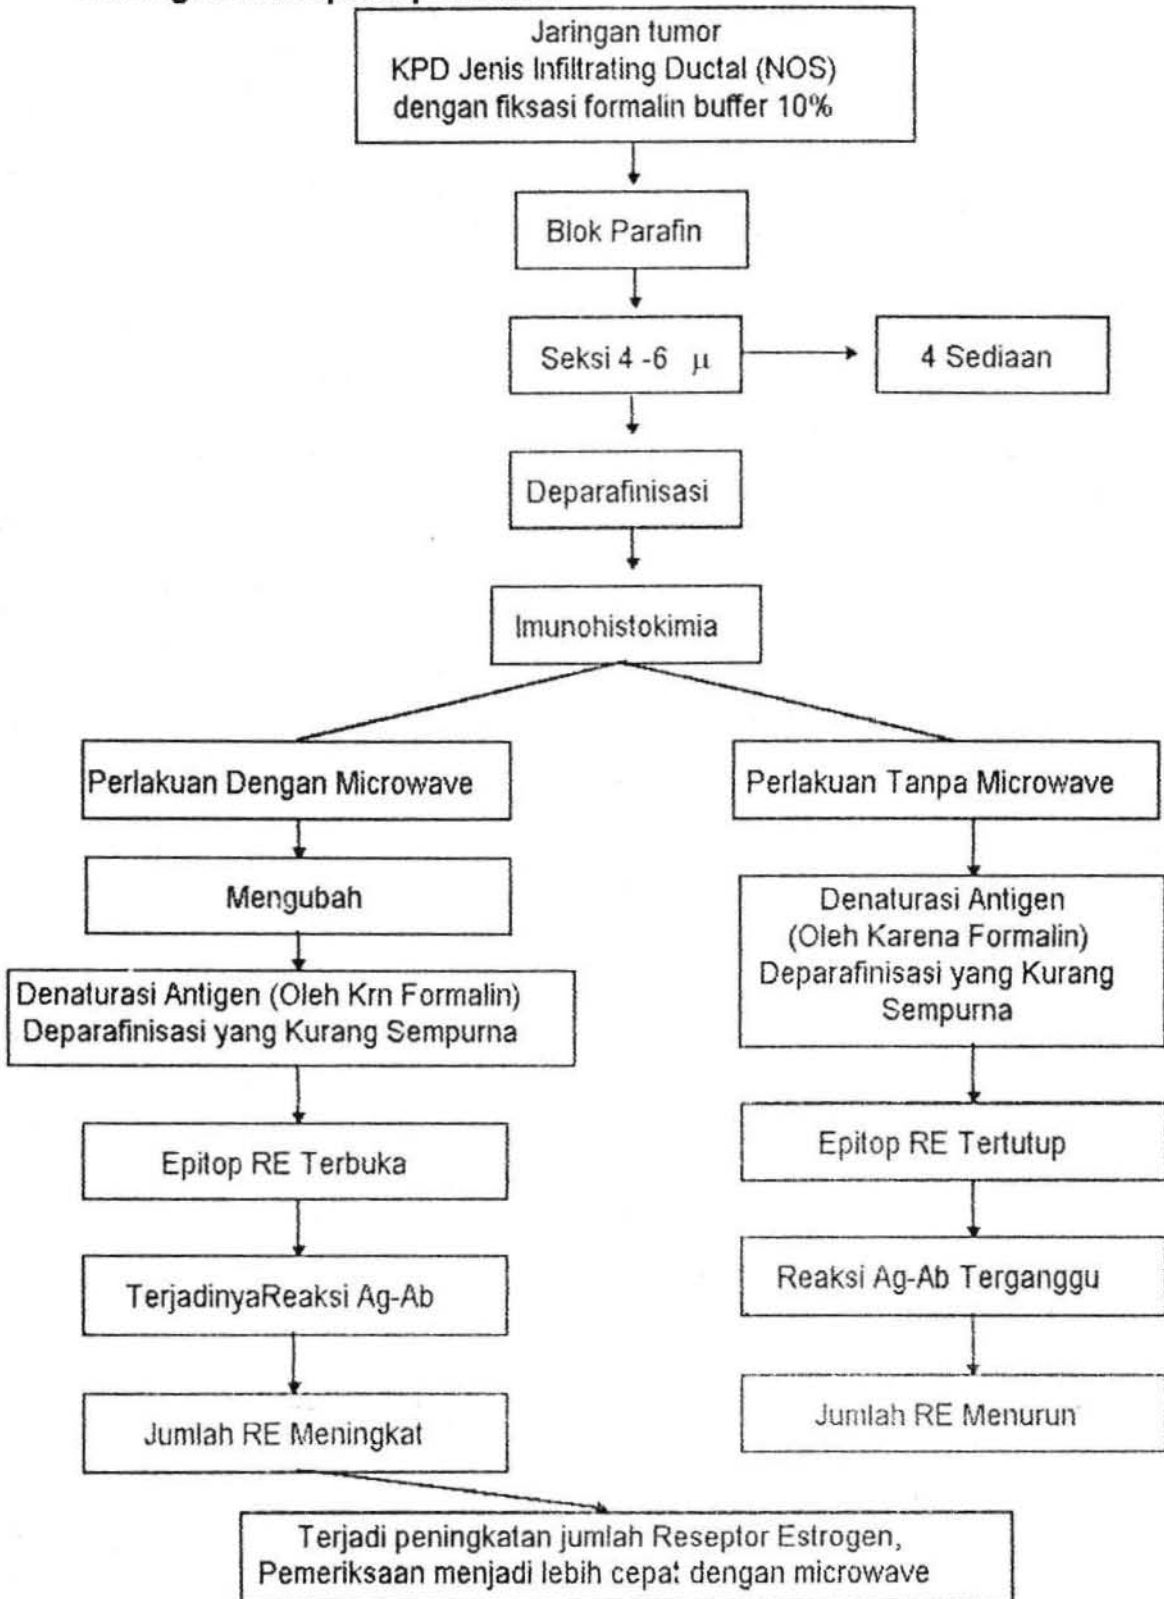 Jaringan tumor
KPD Jenis Infiltrating Ductal (NOS)
dengan fiksasi formalin buffer 10%
Blok Parafin
Seksi 4 -6 μ
4 Sediaan
Deparafinisasi
Imunohistokimia
Perlakuan Dengan Microwave
Mengubah
Denaturasi Antigen (Oleh Krn Formalin)
Deparafinisasi yang Kurang Sempurna
Epitop RE Terbuka
TerjadinyaReaksi Ag-Ab
Jumlah RE Meningkat
Perlakuan Tanpa Microwave
Denaturasi Antigen
(Oleh Karena Formalin)
Deparafinisasi yang Kurang
Sempurna
Epitop RE Tertutup
Reaksi Ag-Ab Terganggu
Jumlah RE Menurun
Terjadi peningkatan jumlah Reseptor Estrogen,
Pemeriksaan menjadi lebih cepat dengan microwave